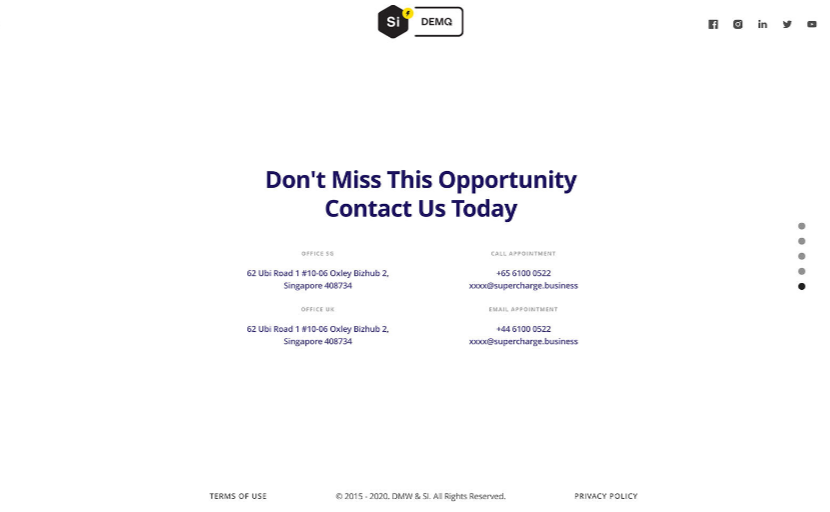 Si
DEMQ
Don't Miss This Opportunity
Contact Us Today
OFFICE SG
62 Ubi Road 1 #10-06 Oxley Bizhub 2,
Singapore 408734
CALL APPOINTMENT
+65 6100 0522
xxxx@supercharge.business
OFFICE UK
62 Ubi Road 1 #10-06 Oxley Bizhub 2,
Singapore 408734
EMAIL APPOINTMENT
+44 6100 0522
xxxx@supercharge.business
TERMS OF USE
© 2015 - 2020, DMW & SI. All Rights Reserved.
PRIVACY POLICY